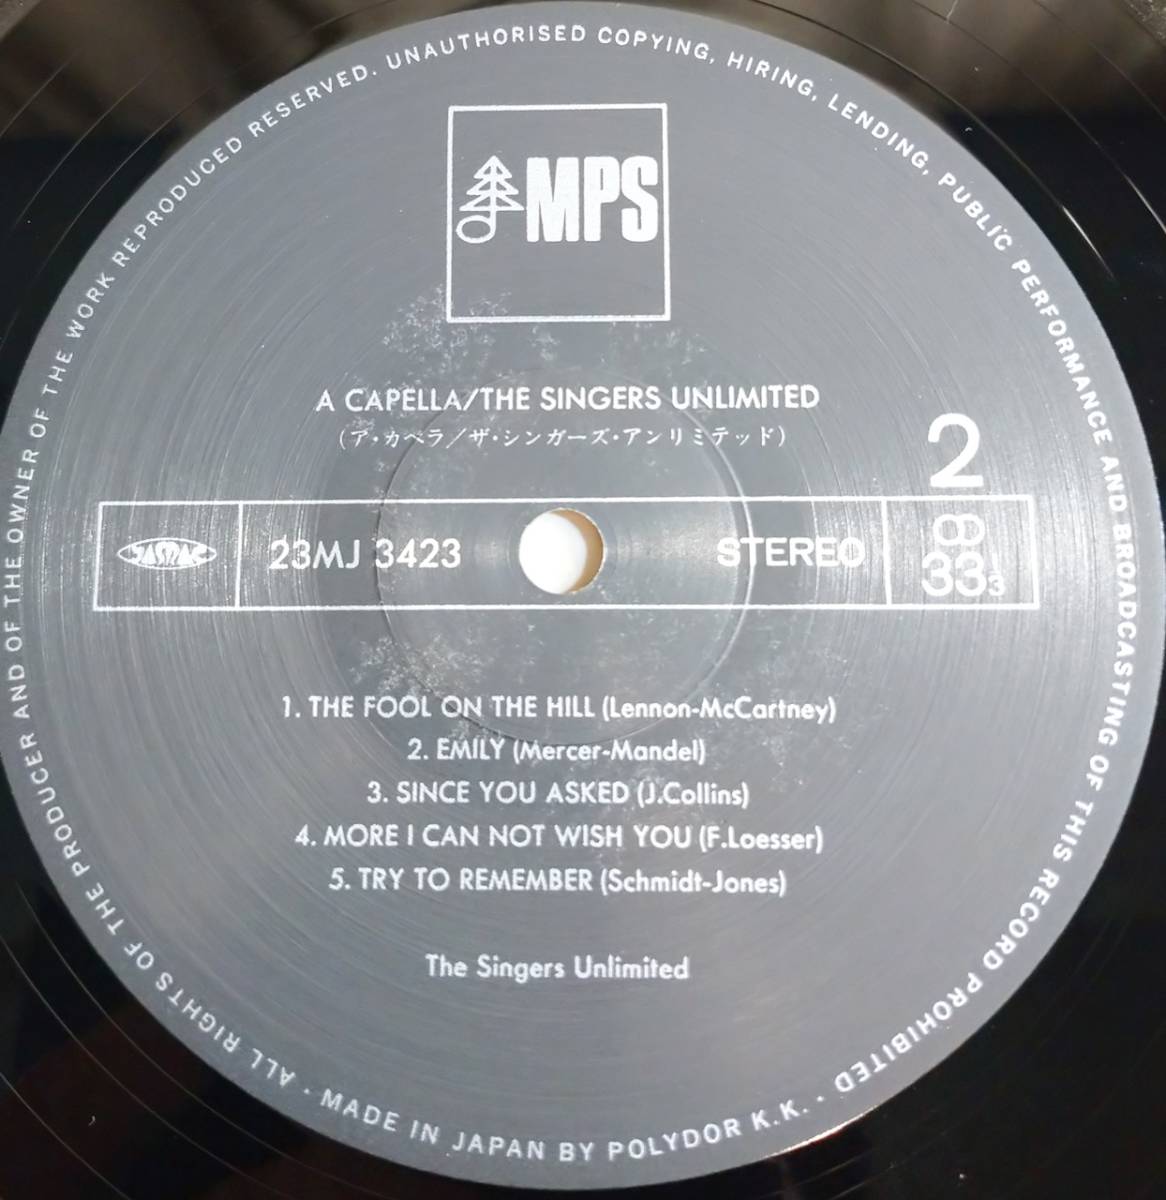 ALL RIGHTS OF THE PRODUCER AND OF THE OWNER OF THE WORK REPRODUCED RESERVED. UNAUTHORISED COPYING, HIRING, LENDING, PUBLIC PERFORMANCE AND BROADCASTING OF THIS RECORD PROHIBITED
MPS
A CAPELLA/THE SINGERS UNLIMITED
(ア・カペラ/ザ・シンガーズ・アンリミテッド)
2
JASRAC
23MJ 3423
STEREO
33 3
1. THE FOOL ON THE HILL (Lennon-McCartney)
2. EMILY (Mercer-Mandel)
3. SINCE YOU ASKED (J.Collins)
4. MORE I CAN NOT WISH YOU (F.Loesser)
5. TRY TO REMEMBER (Schmidt-Jones)
The Singers Unlimited
· MADE IN JAPAN BY POLYDOR K.K. ·